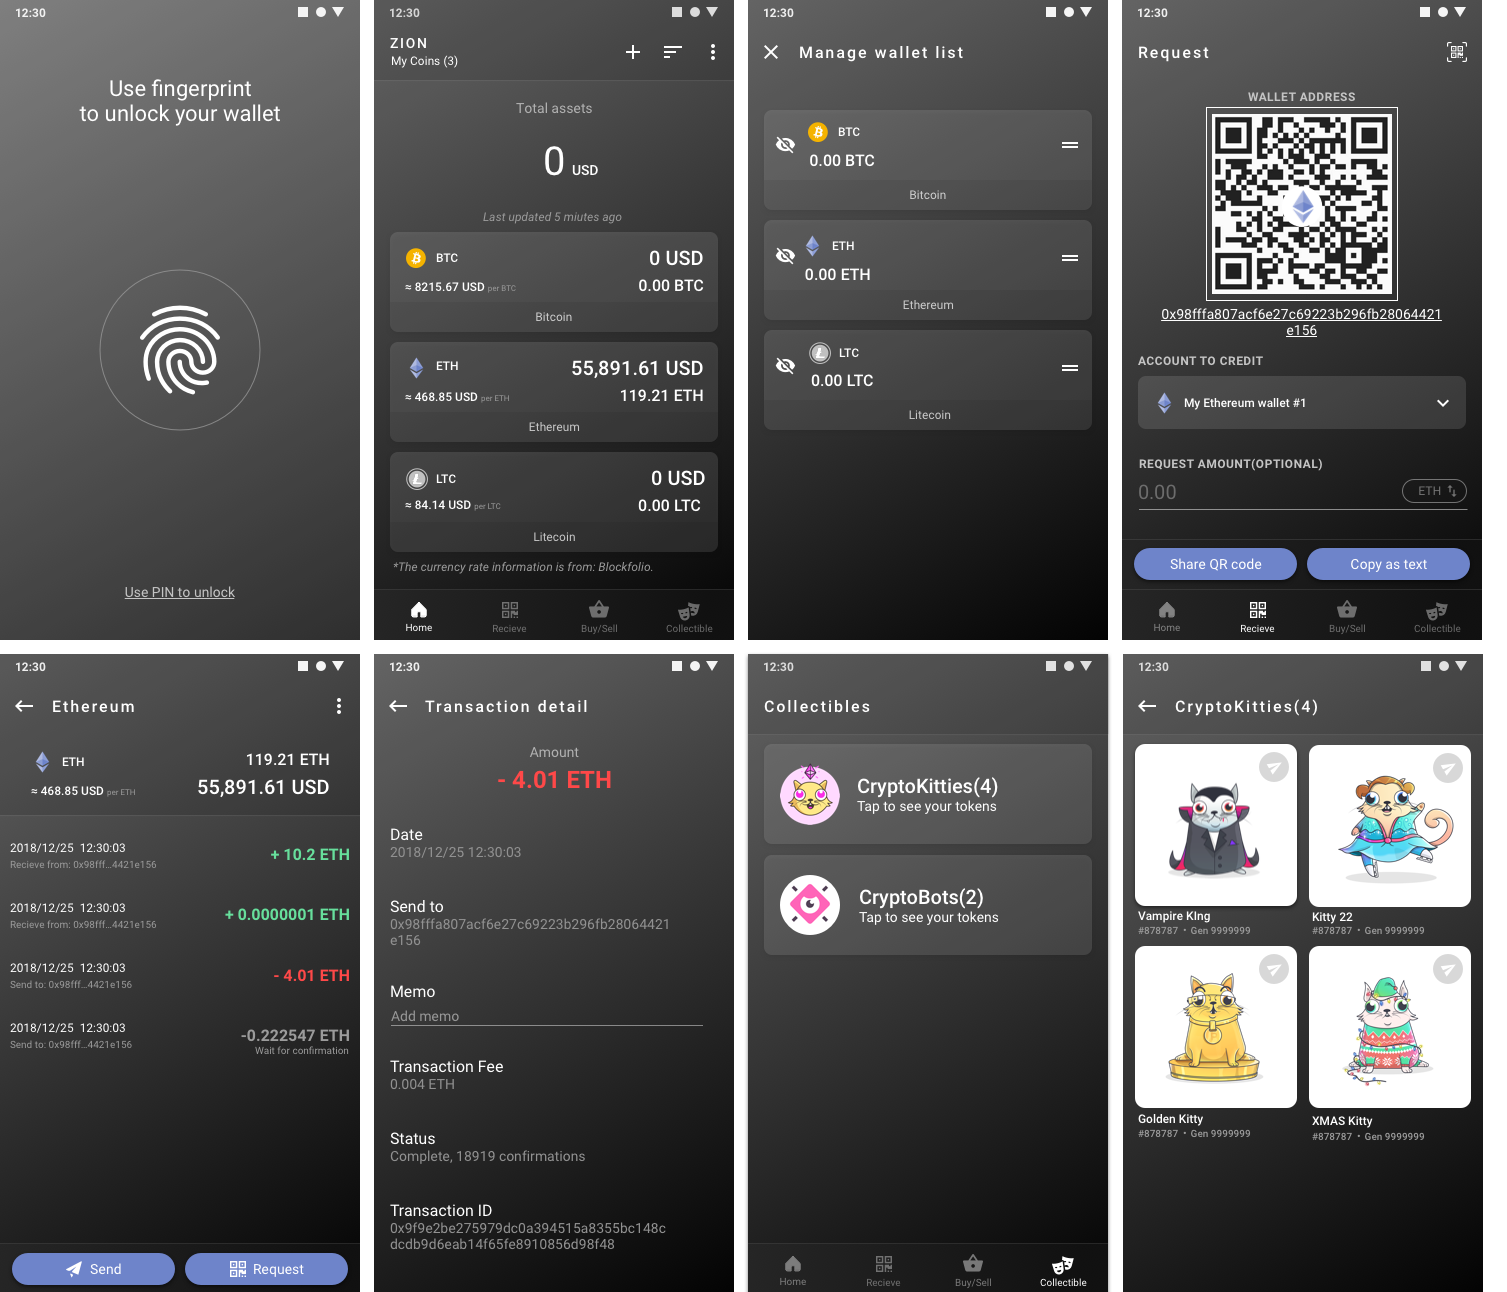 12:30
Use fingerprint
to unlock your wallet
Use PIN to unlock
12:30
ZION
My Coins (3)
Total assets
0 USD
Last updated 5 miutes ago
BTC
0 USD
≈ 8215.67 USD per BTC
0.00 BTC
Bitcoin
ETH
55,891.61 USD
≈ 468.85 USD per ETH
119.21 ETH
Ethereum
LTC
0 USD
≈ 84.14 USD per LTC
0.00 LTC
Litecoin
*The currency rate information is from: Blockfolio.
Home
Recieve
Buy/Sell
Collectible
12:30
Manage wallet list
BTC
0.00 BTC
Bitcoin
ETH
0.00 ETH
Ethereum
LTC
0.00 LTC
Litecoin
12:30
Request
WALLET ADDRESS
0x98fffa807acf6e27c69223b296fb28064421
e156
ACCOUNT TO CREDIT
My Ethereum wallet #1
REQUEST AMOUNT(OPTIONAL)
0.00
ETH
Share QR code
Copy as text
Home
Recieve
Buy/Sell
Collectible
12:30
Ethereum
ETH
119.21 ETH
≈ 468.85 USD per ETH
55,891.61 USD
2018/12/25 12:30:03
+ 10.2 ETH
Recieve from: 0x98fff...4421e156
2018/12/25 12:30:03
+ 0.0000001 ETH
Recieve from: 0x98fff...4421e156
2018/12/25 12:30:03
- 4.01 ETH
Send to: 0x98fff...4421e156
2018/12/25 12:30:03
-0.222547 ETH
Send to: 0x98fff...4421e156
Wait for confirmation
Send
Request
12:30
Transaction detail
Amount
- 4.01 ETH
Date
2018/12/25 12:30:03
Send to
0x98fffa807acf6e27c69223b296fb28064421
e156
Memo
Add memo
Transaction Fee
0.004 ETH
Status
Complete, 18919 confirmations
Transaction ID
0x9f9e2be275979dc0a394515a8355bc148c
dcdb9d6eab14f65fe8910856d98f48
12:30
Collectibles
CryptoKitties(4)
Tap to see your tokens
CryptoBots(2)
Tap to see your tokens
Home
Recieve
Buy/Sell
Collectible
12:30
CryptoKitties(4)
Vampire KIng
#878787 • Gen 9999999
Kitty 22
#878787 • Gen 9999999
Golden Kitty
#878787 • Gen 9999999
XMAS Kitty
#878787 • Gen 9999999